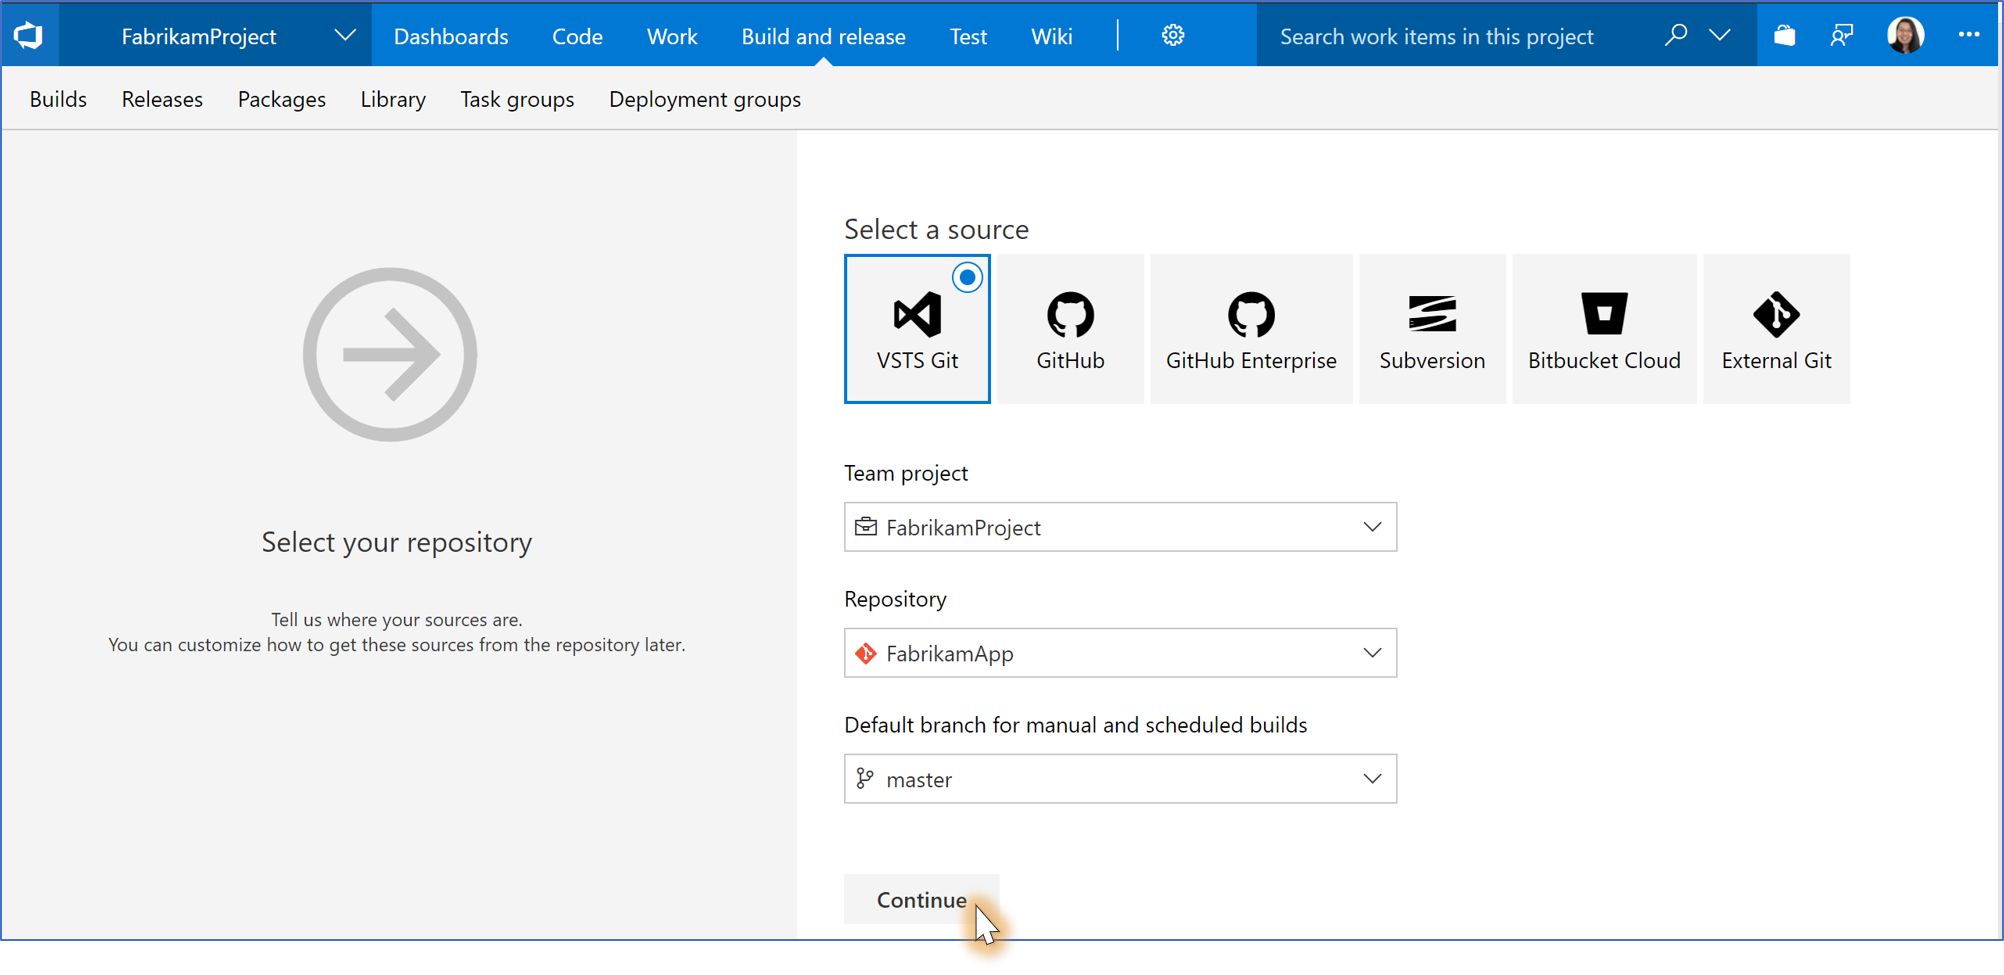 FabrikamProject Dashboards Code Work Build and release Test Wiki Search work items in this project
Builds Releases Packages Library Task groups Deployment groups
Select a source
VSTS Git GitHub GitHub Enterprise Subversion Bitbucket Cloud External Git
Team project
FabrikamProject
Select your repository
Repository
Tell us where your sources are.
You can customize how to get these sources from the repository later.
FabrikamApp
Default branch for manual and scheduled builds
master
Continue